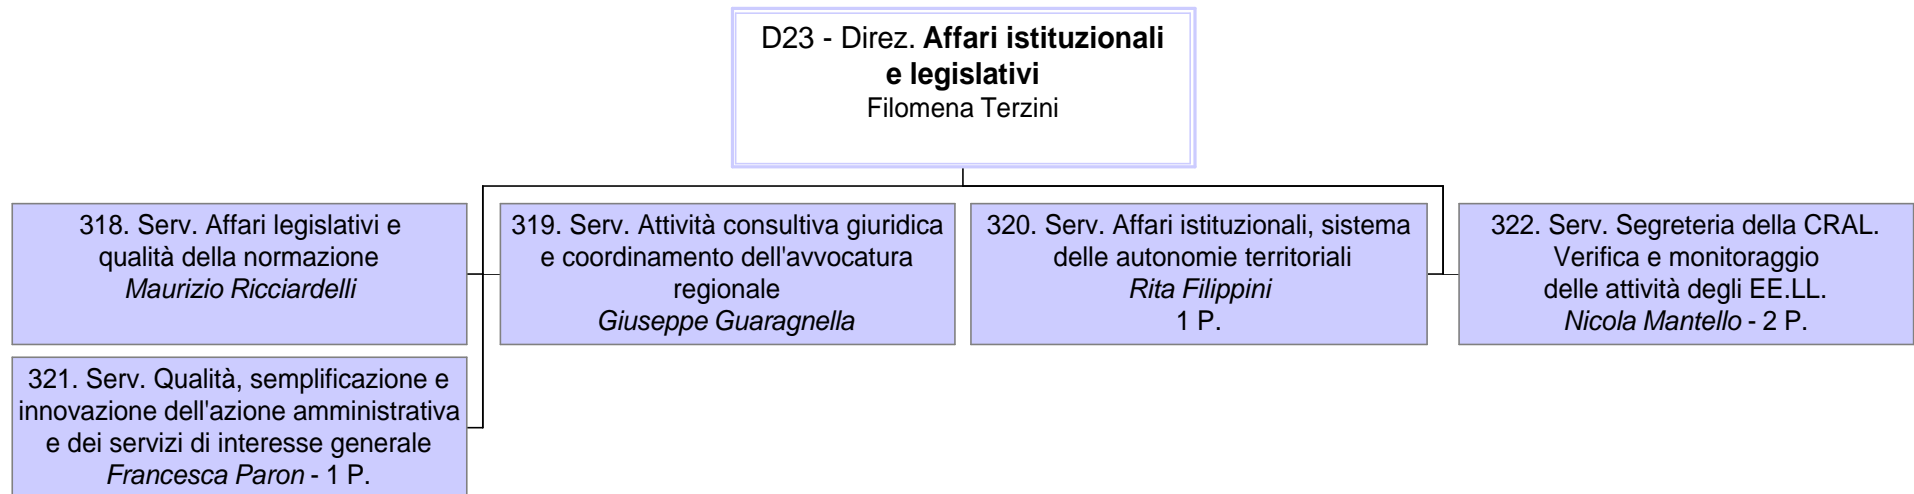 D23 - Direz. Affari istituzionali
e legislativi
Filomena Terzini
318. Serv. Affari legislativi e
qualità della normazione
Maurizio Ricciardelli
319. Serv. Attività consultiva giuridica
e coordinamento dell'avvocatura
regionale
Giuseppe Guaragnella
320. Serv. Affari istituzionali, sistema
delle autonomie territoriali
Rita Filippini
1 P.
322. Serv. Segreteria della CRAL.
Verifica e monitoraggio
delle attività degli EE.LL.
Nicola Mantello - 2 P.
321. Serv. Qualità, semplificazione e
innovazione dell'azione amministrativa
e dei servizi di interesse generale
Francesca Paron - 1 P.